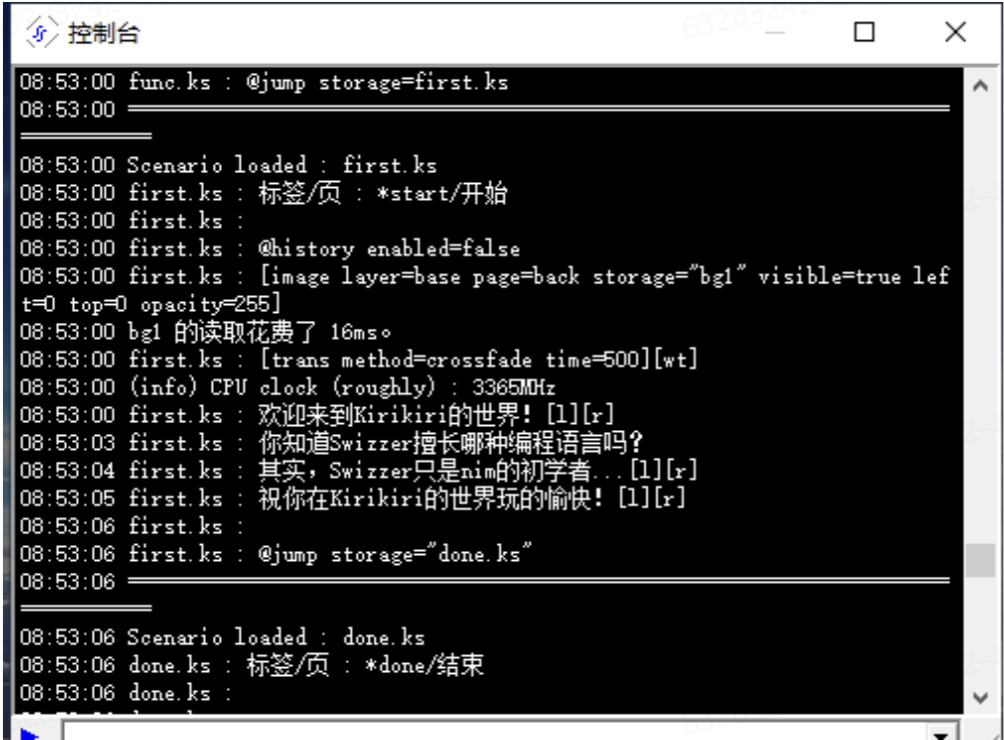 控制台
08:53:00 func.ks : @jump storage=first.ks
08:53:00 ══════════════════════════════════════
══════
08:53:00 Scenario loaded : first.ks
08:53:00 first.ks : 标签/页 : *start/开始
08:53:00 first.ks :
08:53:00 first.ks : @history enabled=false
08:53:00 first.ks : [image layer=base page=back storage="bg1" visible=true lef
t=0 top=0 opacity=255]
08:53:00 bg1 的读取花费了 16ms。
08:53:00 first.ks : [trans method=crossfade time=500][wt]
08:53:00 (info) CPU clock (roughly) : 3365MHz
08:53:00 first.ks : 欢迎来到Kirikiri的世界! [l][r]
08:53:03 first.ks : 你知道Swizzer擅长哪种编程语言吗?
08:53:04 first.ks : 其实，Swizzer只是nim的初学者...[l][r]
08:53:05 first.ks : 祝你在Kirikiri的世界玩的愉快! [l][r]
08:53:06 first.ks :
08:53:06 first.ks : @jump storage="done.ks"
08:53:06 ══════════════════════════════════════
══════
08:53:06 Scenario loaded : done.ks
08:53:06 done.ks : 标签/页 : *done/结束
08:53:06 done.ks :